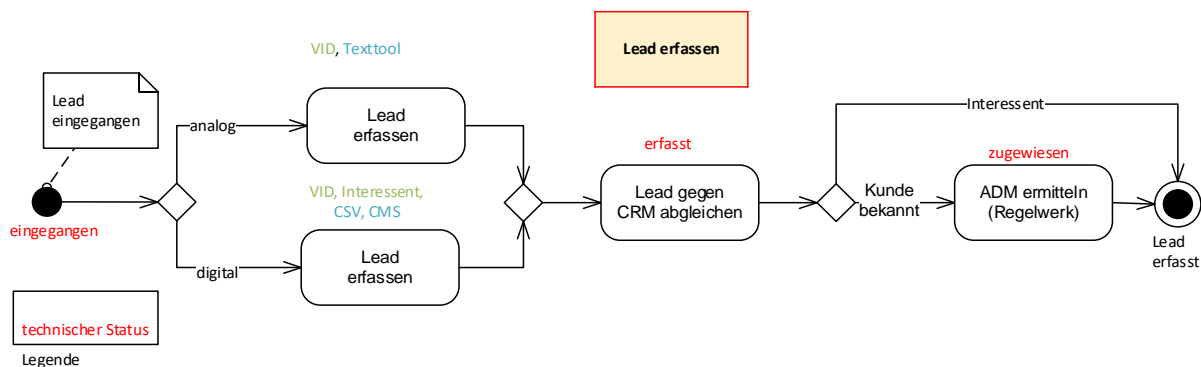 Lead erfassen
VID, Texttool
Lead
eingegangen
analog
Lead
erfassen
Interessent
erfasst
zugewiesen
VID, Interessent,
CSV, CMS
Lead gegen
CRM abgleichen
Kunde
bekannt
ADM ermitteln
(Regelwerk)
eingegangen
digital
Lead
erfassen
Lead
erfasst
technischer Status
Legende